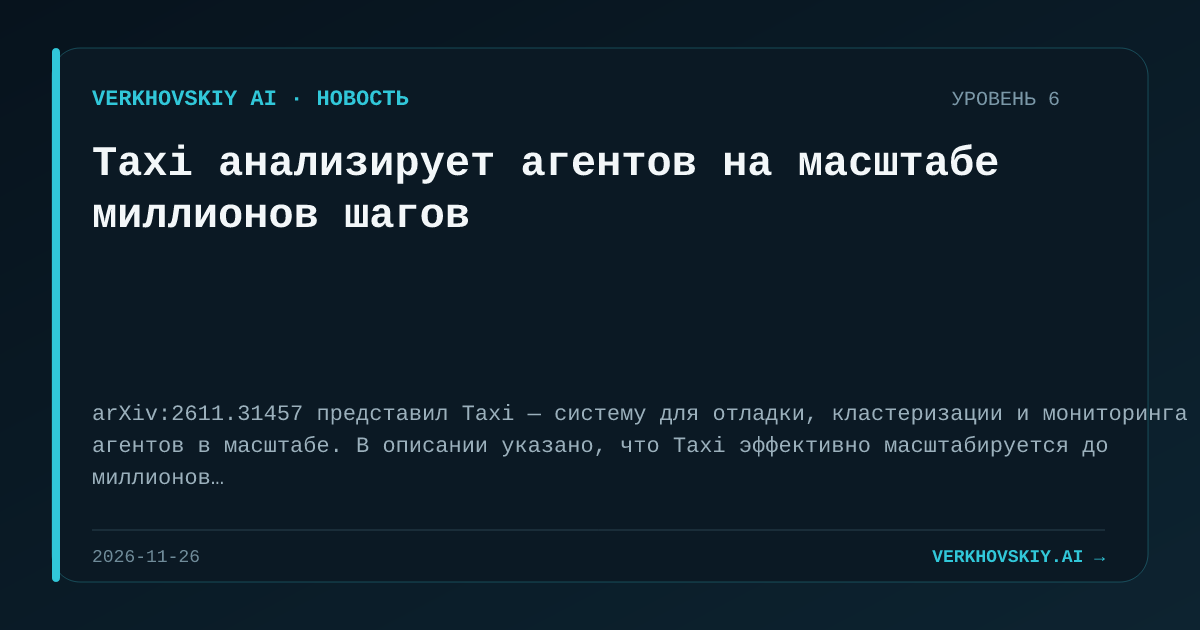 VERKHOVSKIY AI · НОВОСТЬ
УРОВЕНЬ 6
Taxi анализирует агентов на масштабе
миллионов шагов
arXiv:2611.31457 представил Taxi — систему для отладки, кластеризации и мониторинга
агентов в масштабе. В описании указано, что Taxi эффективно масштабируется до
миллионов…
2026-11-26
VERKHOVSKIY.AI →